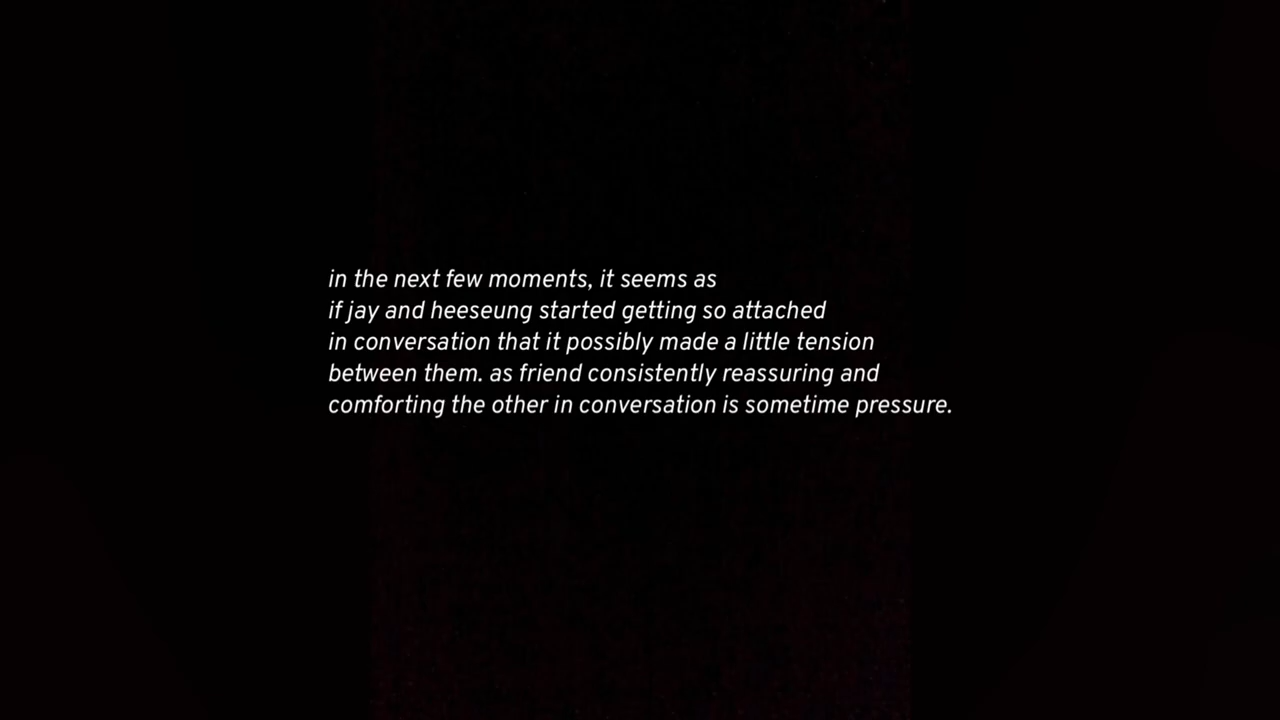 in the next few moments, it seems as
if jay and heeseung started getting so attached
in conversation that it possibly made a little tension
between them. as friend consistently reassuring and
comforting the other in conversation is sometime pressure.